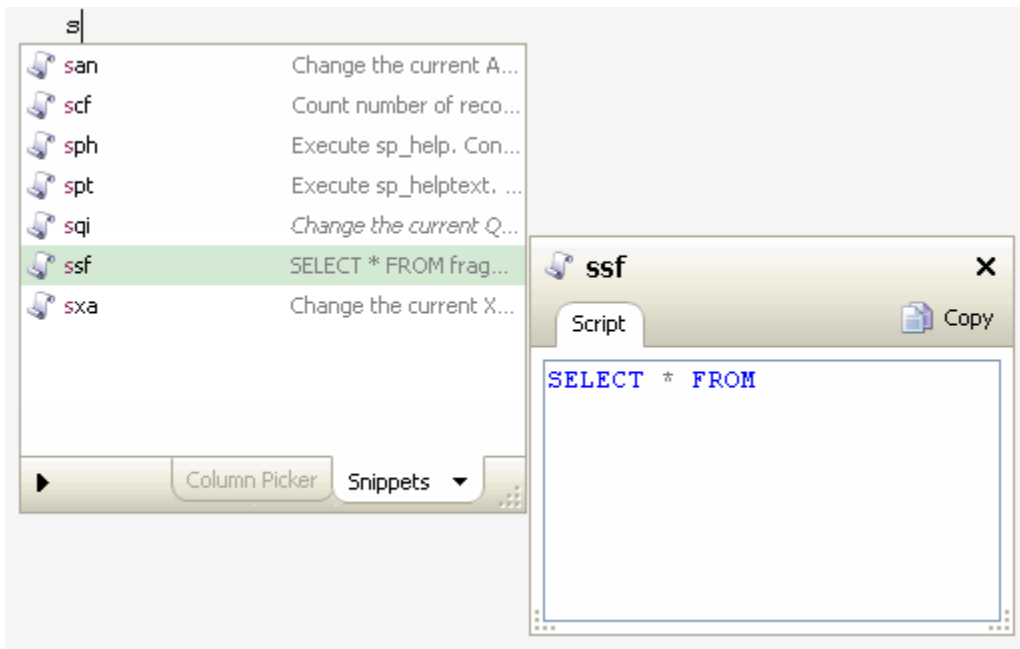 s
san Change the current A...
scf Count number of reco...
sph Execute sp_help. Con...
spt Execute sp_helptext. ...
sqi Change the current Q...
ssf SELECT * FROM frag...
sxa Change the current X...
Column Picker Snippets
ssf
Script Copy
SELECT * FROM